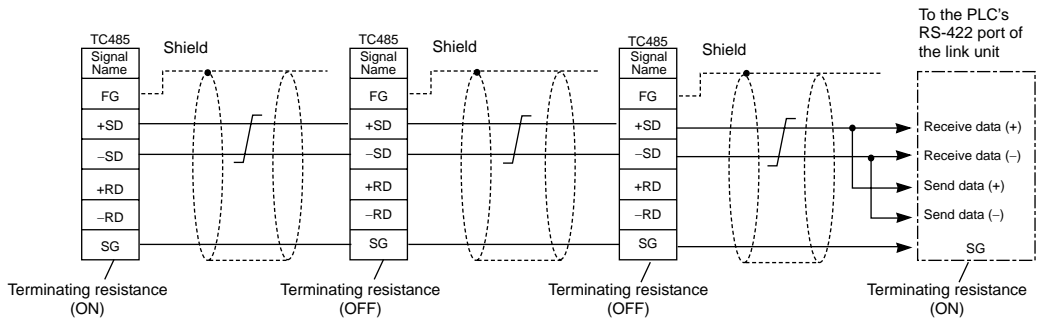 To the PLC's
RS-422 port of
the link unit
TC485
Signal
Name
FG
+SD
−SD
+RD
−RD
SG
Shield
Terminating resistance
(ON)
TC485
Signal
Name
FG
+SD
−SD
+RD
−RD
SG
Shield
Terminating resistance
(OFF)
TC485
Signal
Name
FG
+SD
−SD
+RD
−RD
SG
Shield
Terminating resistance
(OFF)
Receive data (+)
Receive data (−)
Send data (+)
Send data (−)
SG
Terminating resistance
(ON)